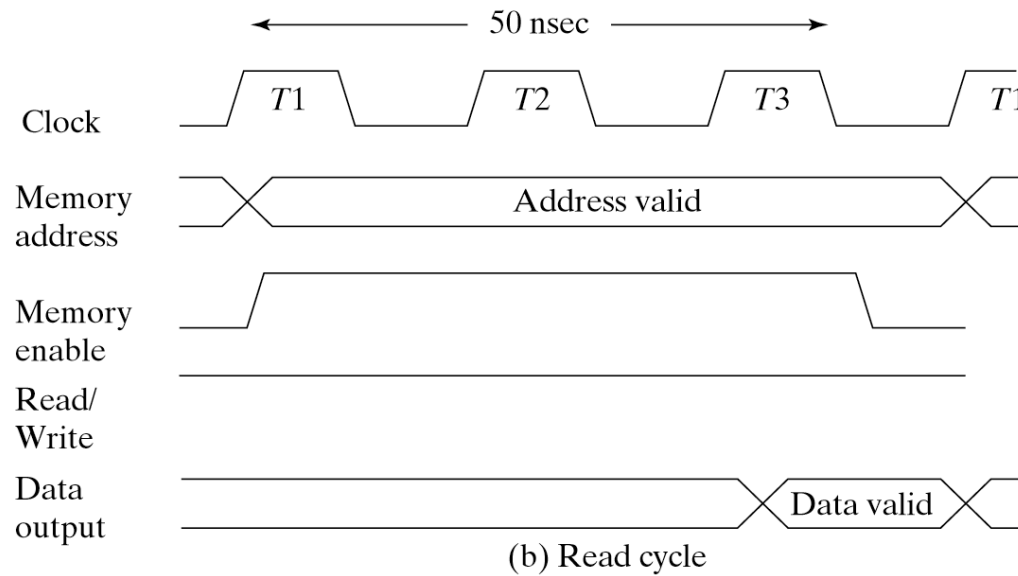 50 nsec
T1 T2 T3 T1
Clock
Address valid
Memory
address
Memory
enable
Read/
Write
Data
output
Data valid
(b) Read cycle